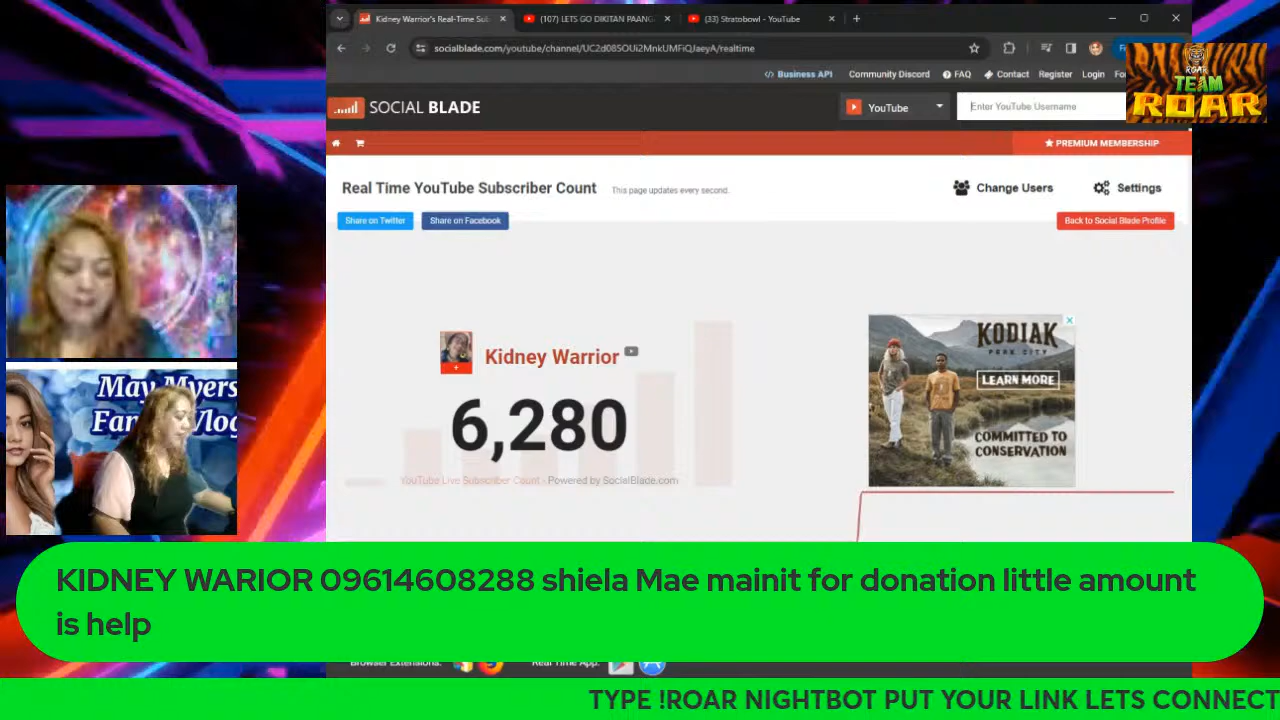 Kidney Warrior's Real-Time Sub
(107) LETS GO DIKITAN PAANG
(33) Stratobowl - YouTube
socialblade.com/youtube/channel/UC2d085OUi2MnkUMFiQJaeyA/realtime
Business API
Community Discord
FAQ
Contact
Register
Login
SOCIAL BLADE
YouTube
Enter YouTube Username
ROAR
TEAM
ROAR
PREMIUM MEMBERSHIP
Real Time YouTube Subscriber Count
This page updates every second.
Change Users
Settings
Share on Twitter
Share on Facebook
Back to Social Blade Profile
Kidney Warrior
6,280
YouTube Live Subscriber Count - Powered by SocialBlade.com
KODIAK
PARK CITY
LEARN MORE
COMMITTED TO
CONSERVATION
May Myers
KIDNEY WARIOR 09614608288 shiela Mae mainit for donation little amount
is help
Browser Extensions:
Real Time App:
TYPE !ROAR NIGHTBOT PUT YOUR LINK LETS CONNECT